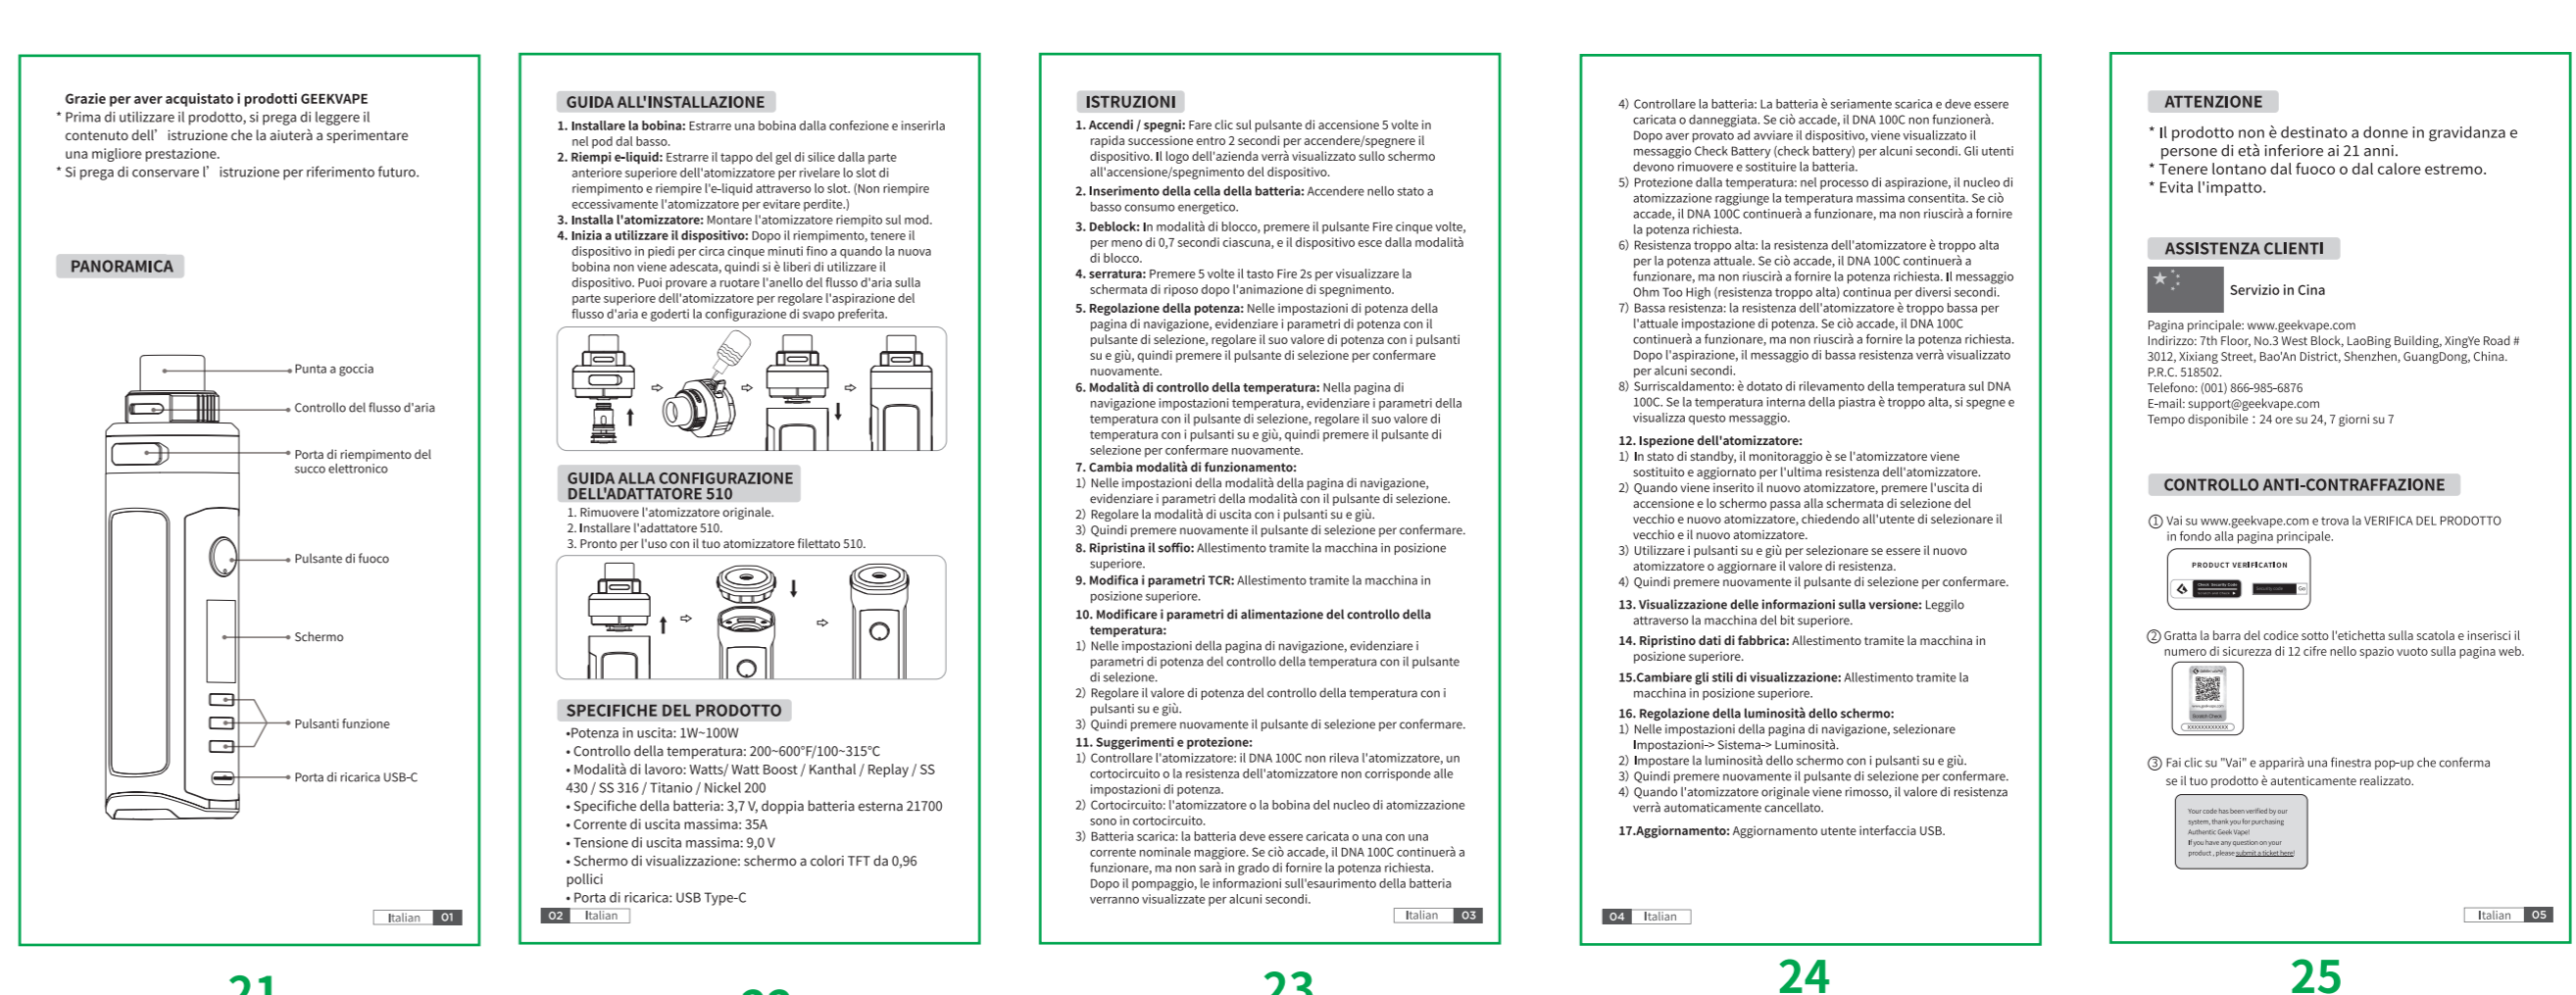 Grazie per aver acquistato i prodotti GEEKVAPE
* Prima di utilizzare il prodotto, si prega di leggere il
contenuto dell' istruzione che la aiuterà a sperimentare
una migliore prestazione.
* Si prega di conservare l' istruzione per riferimento futuro.
PANORAMICA
Punta a goccia
Controllo del flusso d'aria
Porta di riempimento del
succo elettronico
Pulsante di fuoco
Schermo
Pulsanti funzione
Porta di ricarica USB-C
Italian 01
21
GUIDA ALL'INSTALLAZIONE
1. Installare la bobina: Estrarre una bobina dalla confezione e inserirla
nel pod dal basso.
2. Riempi e-liquid: Estrarre il tappo del gel di silice dalla parte
anteriore superiore dell'atomizzatore per rivelare lo slot di
riempimento e riempire l'e-liquid attraverso lo slot. (Non riempire
eccessivamente l'atomizzatore per evitare perdite.)
3. Installa l'atomizzatore: Montare l'atomizzatore riempito sul mod.
4. Inizia a utilizzare il dispositivo: Dopo il riempimento, tenere il
dispositivo in piedi per circa cinque minuti fino a quando la nuova
bobina non viene adescata, quindi si è liberi di utilizzare il
dispositivo. Puoi provare a ruotare l'anello del flusso d'aria sulla
parte superiore dell'atomizzatore per regolare l'aspirazione del
flusso d'aria e goderti la configurazione di svapo preferita.
GUIDA ALLA CONFIGURAZIONE
DELL'ADATTATORE 510
1. Rimuovere l'atomizzatore originale.
2. Installare l'adattatore 510.
3. Pronto per l'uso con il tuo atomizzatore filettato 510.
SPECIFICHE DEL PRODOTTO
•Potenza in uscita: 1W~100W
• Controllo della temperatura: 200~600°F/100~315°C
• Modalità di lavoro: Watts/ Watt Boost / Kanthal / Replay / SS
430 / SS 316 / Titanio / Nickel 200
• Specifiche della batteria: 3,7 V, doppia batteria esterna 21700
• Corrente di uscita massima: 35A
• Tensione di uscita massima: 9,0 V
• Schermo di visualizzazione: schermo a colori TFT da 0,96
pollici
• Porta di ricarica: USB Type-C
02 Italian
ISTRUZIONI
1. Accendi / spegni: Fare clic sul pulsante di accensione 5 volte in
rapida successione entro 2 secondi per accendere/spegnere il
dispositivo. Il logo dell'azienda verrà visualizzato sullo schermo
all'accensione/spegnimento del dispositivo.
2. Inserimento della cella della batteria: Accendere nello stato a
basso consumo energetico.
3. Deblock: In modalità di blocco, premere il pulsante Fire cinque volte,
per meno di 0,7 secondi ciascuna, e il dispositivo esce dalla modalità
di blocco.
4. serratura: Premere 5 volte il tasto Fire 2s per visualizzare la
schermata di riposo dopo l'animazione di spegnimento.
5. Regolazione della potenza: Nelle impostazioni di potenza della
pagina di navigazione, evidenziare i parametri di potenza con il
pulsante di selezione, regolare il suo valore di potenza con i pulsanti
su e giù, quindi premere il pulsante di selezione per confermare
nuovamente.
6. Modalità di controllo della temperatura: Nella pagina di
navigazione impostazioni temperatura, evidenziare i parametri della
temperatura con il pulsante di selezione, regolare il suo valore di
temperatura con i pulsanti su e giù, quindi premere il pulsante di
selezione per confermare nuovamente.
7. Cambia modalità di funzionamento:
1) Nelle impostazioni della modalità della pagina di navigazione,
evidenziare i parametri della modalità con il pulsante di selezione.
2) Regolare la modalità di uscita con i pulsanti su e giù.
3) Quindi premere nuovamente il pulsante di selezione per confermare.
8. Ripristina il soffio: Allestimento tramite la macchina in posizione
superiore.
9. Modifica i parametri TCR: Allestimento tramite la macchina in
posizione superiore.
10. Modificare i parametri di alimentazione del controllo della
temperatura:
1) Nelle impostazioni della pagina di navigazione, evidenziare i
parametri di potenza del controllo della temperatura con il pulsante
di selezione.
2) Regolare il valore di potenza del controllo della temperatura con i
pulsanti su e giù.
3) Quindi premere nuovamente il pulsante di selezione per confermare.
11. Suggerimenti e protezione:
1) Controllare l'atomizzatore: il DNA 100C non rileva l'atomizzatore, un
cortocircuito o la resistenza dell'atomizzatore non corrisponde alle
impostazioni di potenza.
2) Cortocircuito: l'atomizzatore o la bobina del nucleo di atomizzazione
sono in cortocircuito.
3) Batteria scarica: la batteria deve essere caricata o una con una
corrente nominale maggiore. Se ciò accade, il DNA 100C continuerà a
funzionare, ma non sarà in grado di fornire la potenza richiesta.
Dopo il pompaggio, le informazioni sull'esaurimento della batteria
verranno visualizzate per alcuni secondi.
Italian 03
23
4) Controllare la batteria: La batteria è seriamente scarica e deve essere
caricata o danneggiata. Se ciò accade, il DNA 100C non funzionerà.
Dopo aver provato ad avviare il dispositivo, viene visualizzato il
messaggio Check Battery (check battery) per alcuni secondi. Gli utenti
devono rimuovere e sostituire la batteria.
5) Protezione dalla temperatura: nel processo di aspirazione, il nucleo di
atomizzazione raggiunge la temperatura massima consentita. Se ciò
accade, il DNA 100C continuerà a funzionare, ma non riuscirà a fornire
la potenza richiesta.
6) Resistenza troppo alta: la resistenza dell'atomizzatore è troppo alta
per la potenza attuale. Se ciò accade, il DNA 100C continuerà a
funzionare, ma non riuscirà a fornire la potenza richiesta. Il messaggio
Ohm Too High (resistenza troppo alta) continua per diversi secondi.
7) Bassa resistenza: la resistenza dell'atomizzatore è troppo bassa per
l'attuale impostazione di potenza. Se ciò accade, il DNA 100C
continuerà a funzionare, ma non riuscirà a fornire la potenza richiesta.
Dopo l'aspirazione, il messaggio di bassa resistenza verrà visualizzato
per alcuni secondi.
8) Surriscaldamento: è dotato di rilevamento della temperatura sul DNA
100C. Se la temperatura interna della piastra è troppo alta, si spegne e
visualizza questo messaggio.
12. Ispezione dell'atomizzatore:
1) In stato di standby, il monitoraggio è se l'atomizzatore viene
sostituito e aggiornato per l'ultima resistenza dell'atomizzatore.
2) Quando viene inserito il nuovo atomizzatore, premere l'uscita di
accensione e lo schermo passa alla schermata di selezione del
vecchio e nuovo atomizzatore, chiedendo all'utente di selezionare il
vecchio e il nuovo atomizzatore.
3) Utilizzare i pulsanti su e giù per selezionare se essere il nuovo
atomizzatore o aggiornare il valore di resistenza.
4) Quindi premere nuovamente il pulsante di selezione per confermare.
13. Visualizzazione delle informazioni sulla versione: Leggilo
attraverso la macchina del bit superiore.
14. Ripristino dati di fabbrica: Allestimento tramite la macchina in
posizione superiore.
15.Cambiare gli stili di visualizzazione: Allestimento tramite la
macchina in posizione superiore.
16. Regolazione della luminosità dello schermo:
1) Nelle impostazioni della pagina di navigazione, selezionare
Impostazioni-> Sistema-> Luminosità.
2) Impostare la luminosità dello schermo con i pulsanti su e giù.
3) Quindi premere nuovamente il pulsante di selezione per confermare.
4) Quando l'atomizzatore originale viene rimosso, il valore di resistenza
verrà automaticamente cancellato.
17.Aggiornamento: Aggiornamento utente interfaccia USB.
04 Italian
24
ATTENZIONE
* Il prodotto non è destinato a donne in gravidanza e
persone di età inferiore ai 21 anni.
* Tenere lontano dal fuoco o dal calore estremo.
* Evita l'impatto.
ASSISTENZA CLIENTI
Servizio in Cina
Pagina principale: www.geekvape.com
Indirizzo: 7th Floor, No.3 West Block, LaoBing Building, XingYe Road #
3012, Xixiang Street, Bao'An District, Shenzhen, GuangDong, China.
P.R.C. 518502.
Telefono: (001) 866-985-6876
E-mail: support@geekvape.com
Tempo disponibile : 24 ore su 24, 7 giorni su 7
CONTROLLO ANTI-CONTRAFFAZIONE
① Vai su www.geekvape.com e trova la VERIFICA DEL PRODOTTO
in fondo alla pagina principale.
PRODUCT VERIFICATION
Check Security Code
Security code Go
② Gratta la barra del codice sotto l'etichetta sulla scatola e inserisci il
numero di sicurezza di 12 cifre nello spazio vuoto sulla pagina web.
www.geekvape.com
Scratch Check
XXXXXXXXXXXX
③ Fai clic su "Vai" e apparirà una finestra pop-up che conferma
se il tuo prodotto è autenticamente realizzato.
Your code has been verified by our
system, thank you for purchasing
Authentic Geek Vape!
If you have any question on your
product , please submit a ticket here!
Italian 05
25